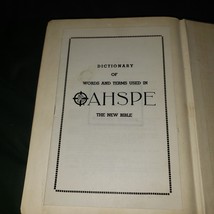 DICTIONARY
OF
WORDS AND TERMS USED IN
OAHSPE
THE NEW BIBLE